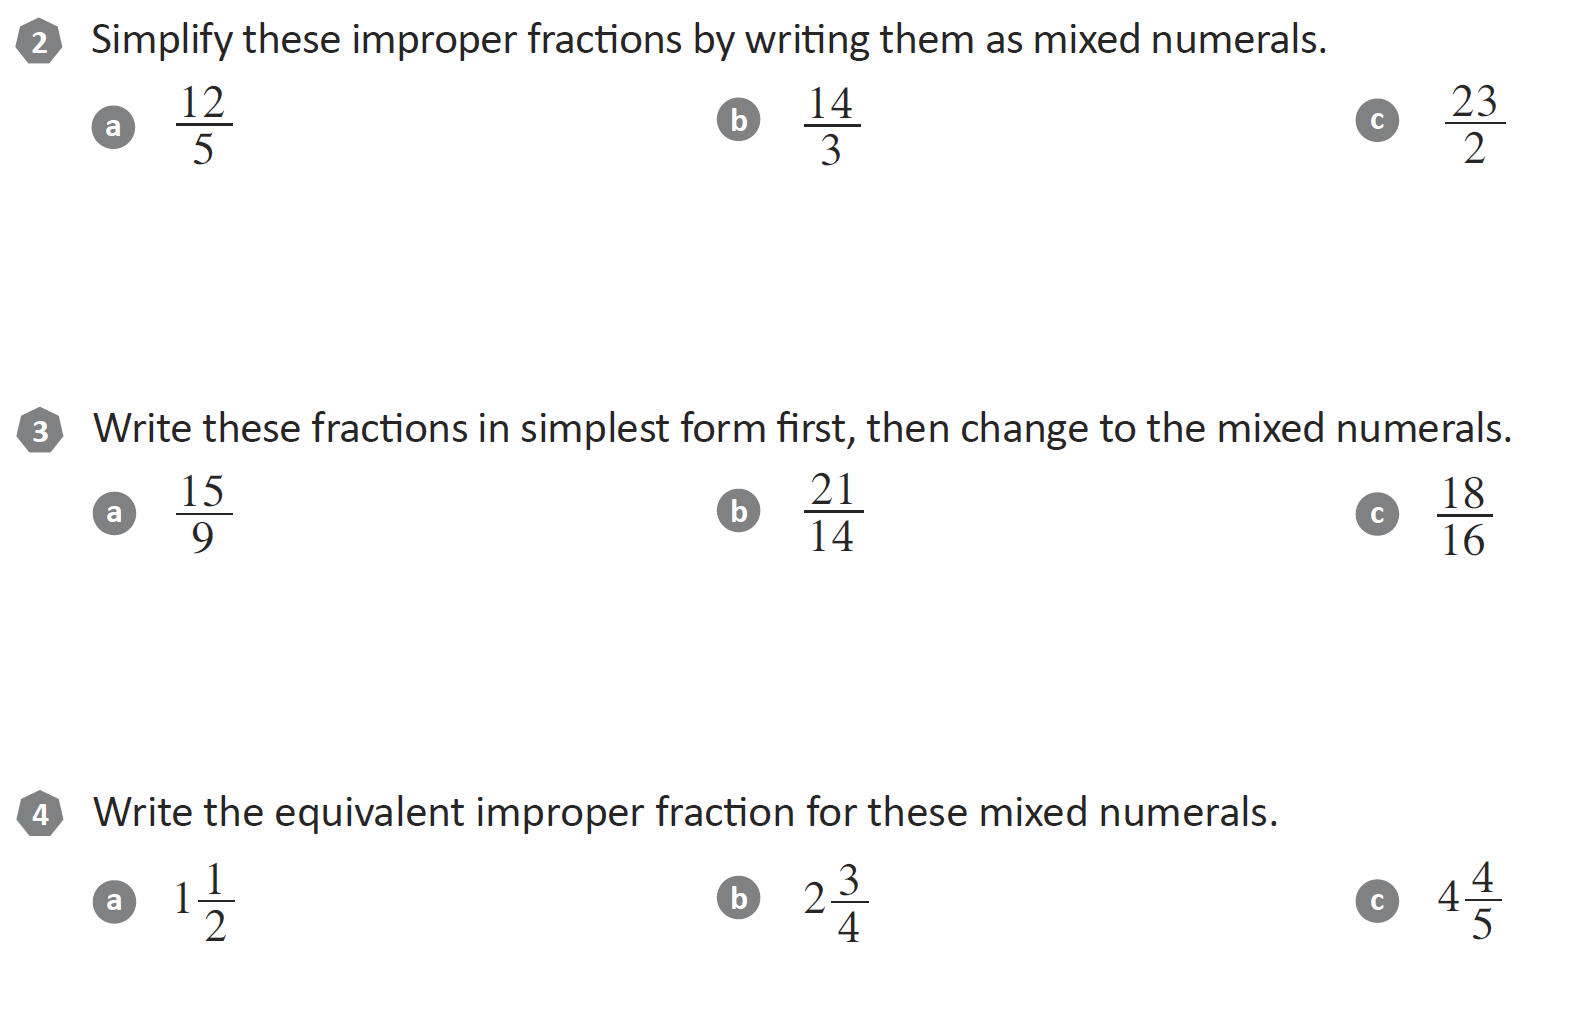 2 Simplify these improper fractions by writing them as mixed numerals.
a 12/5 b 14/3 c 23/2
3 Write these fractions in simplest form first, then change to the mixed numerals.
a 15/9 b 21/14 c 18/16
4 Write the equivalent improper fraction for these mixed numerals.
a 1 1/2 b 2 3/4 c 4 4/5